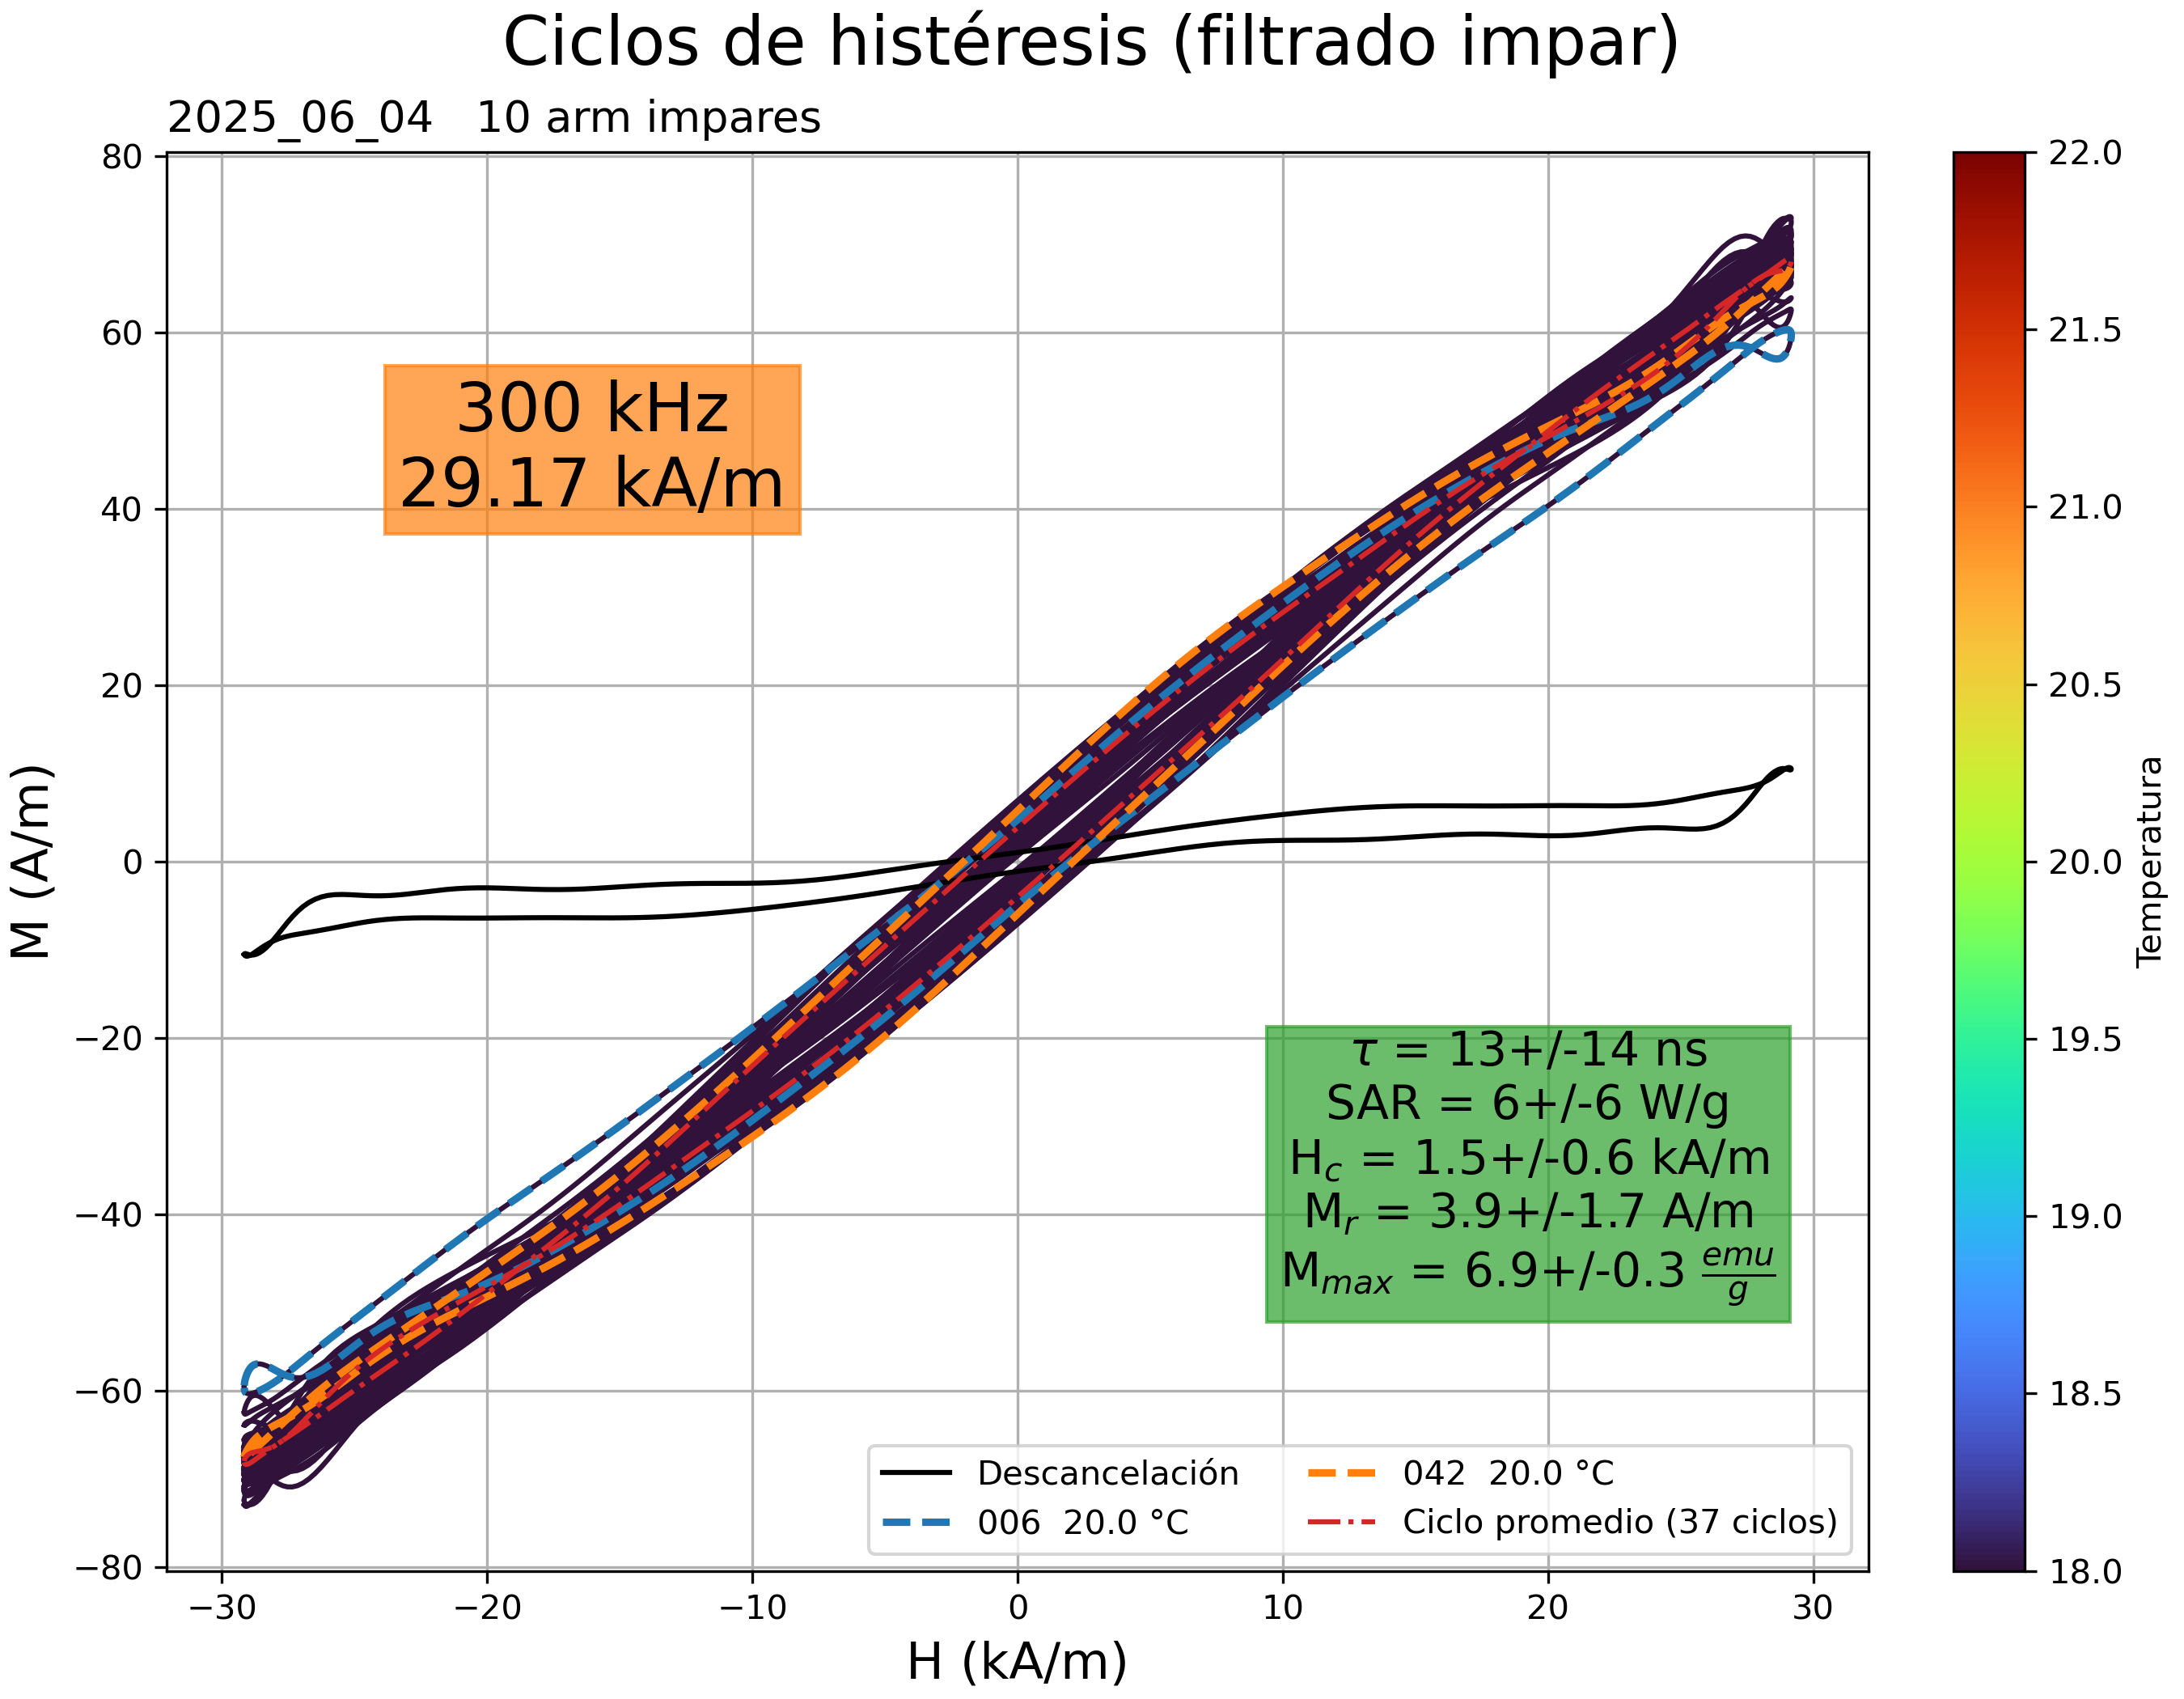 Ciclos de histéresis (filtrado impar)
2025_06_04   10 arm impares
80
60
40
20
0
−20
−40
−60
−80
M (A/m)
300 kHz
29.17 kA/m
τ = 13+/-14 ns
SAR = 6+/-6 W/g
Hc = 1.5+/-0.6 kA/m
Mr = 3.9+/-1.7 A/m
Mmax = 6.9+/-0.3 emu/g
Descancelación
006  20.0 °C
042  20.0 °C
Ciclo promedio (37 ciclos)
−30
−20
−10
0
10
20
30
H (kA/m)
22.0
21.5
21.0
20.5
20.0
19.5
19.0
18.5
18.0
Temperatura